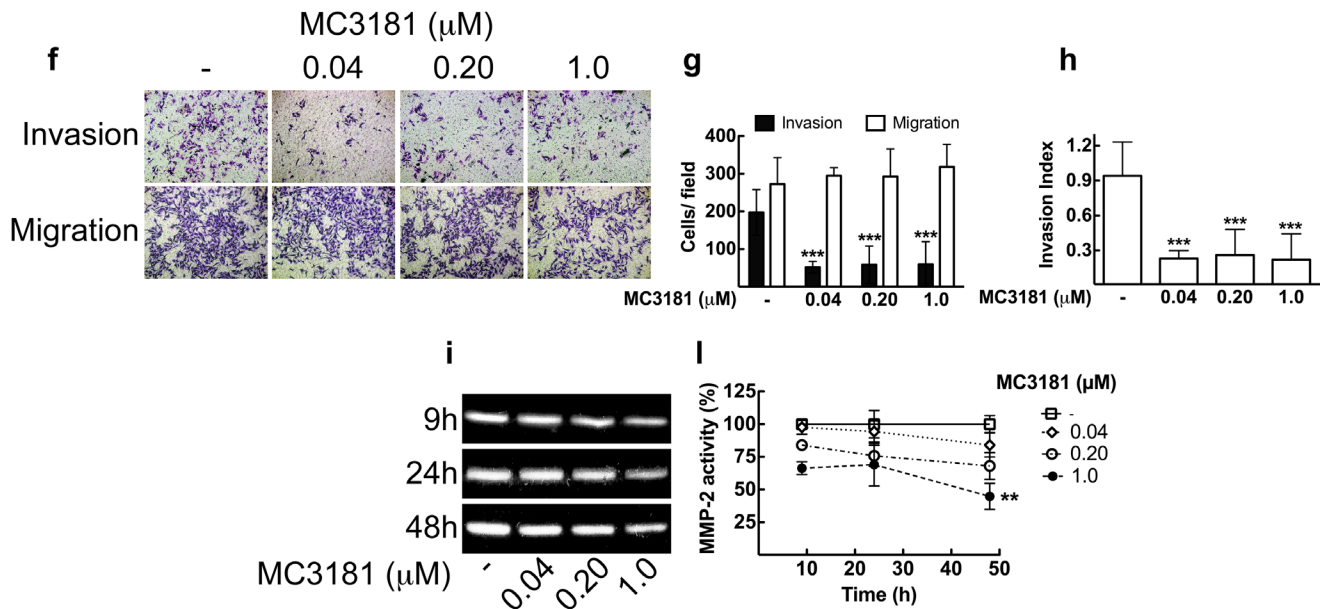 MC3181 (μM)
f
- 0.04 0.20 1.0
Invasion
Migration
g
Invasion Migration
400
300
200
100
Cells/ field
*** *** ***
MC3181 (μM) - 0.04 0.20 1.0
h
1.2
0.9
0.6
0.3
Invasion Index
*** *** ***
MC3181 (μM) - 0.04 0.20 1.0
i
9h
24h
48h
MC3181 (μM) - 0.04 0.20 1.0
l
125
100
75
50
25
MMP-2 activity (%)
**
10 20 30 40 50
Time (h)
MC3181 (μM)
-
0.04
0.20
1.0